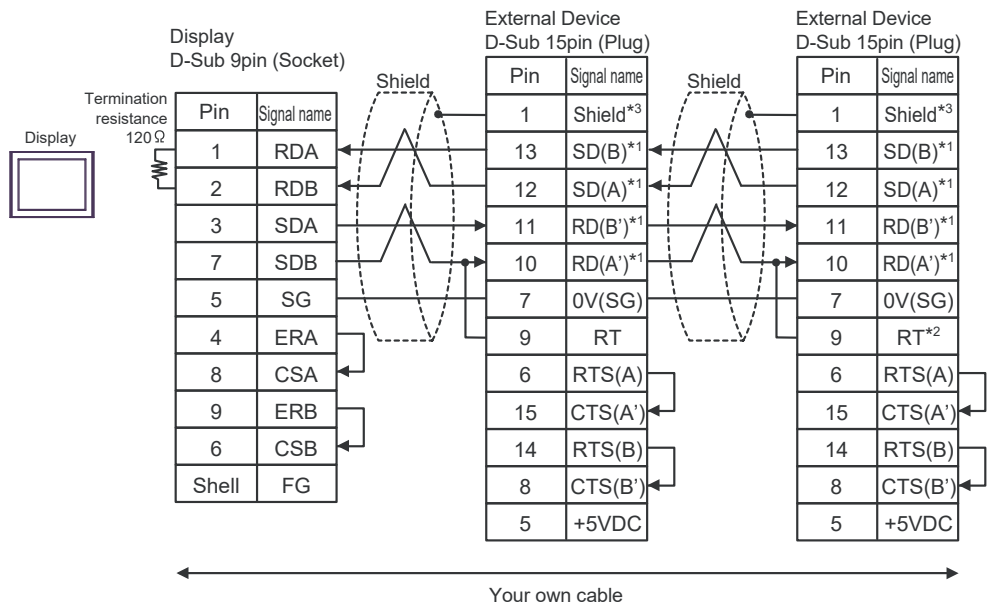 Display
D-Sub 9pin (Socket)
External Device
D-Sub 15pin (Plug)
External Device
D-Sub 15pin (Plug)
Shield
Shield
Termination
resistance
120Ω
Display
Pin Signal name
1 RDA
2 RDB
3 SDA
7 SDB
5 SG
4 ERA
8 CSA
9 ERB
6 CSB
Shell FG
Pin Signal name
1 Shield*3
13 SD(B)*1
12 SD(A)*1
11 RD(B’)*1
10 RD(A’)*1
7 0V(SG)
9 RT
6 RTS(A)
15 CTS(A’)
14 RTS(B)
8 CTS(B’)
5 +5VDC
Pin Signal name
1 Shield*3
13 SD(B)*1
12 SD(A)*1
11 RD(B’)*1
10 RD(A’)*1
7 0V(SG)
9 RT*2
6 RTS(A)
15 CTS(A’)
14 RTS(B)
8 CTS(B’)
5 +5VDC
Your own cable